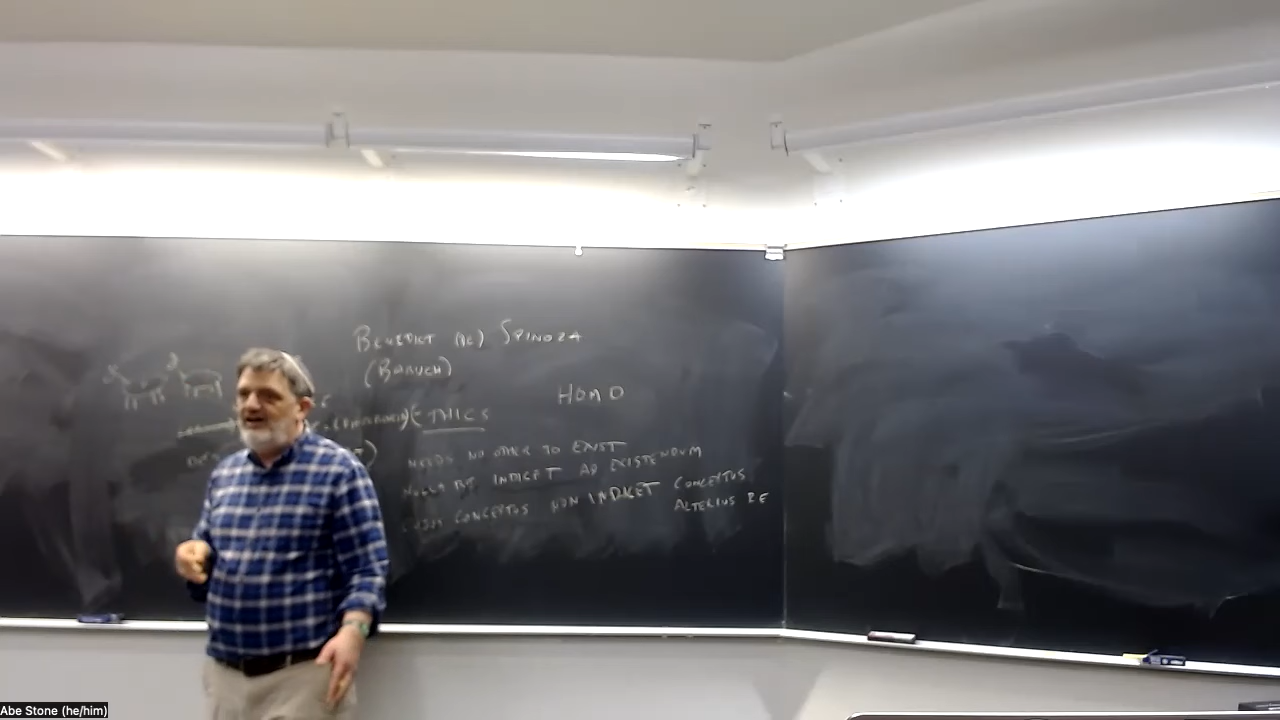 BENEDICT (DE) SPINOZA
(BARUCH)
HOMO
ETHICS
NEEDS NO OTHER TO EXIST
INDIGET AD EXISTENDUM
CONCEPTUS NON INDIGET CONCEPTUS
ALTERIUS RE
Abe Stone (he/him)